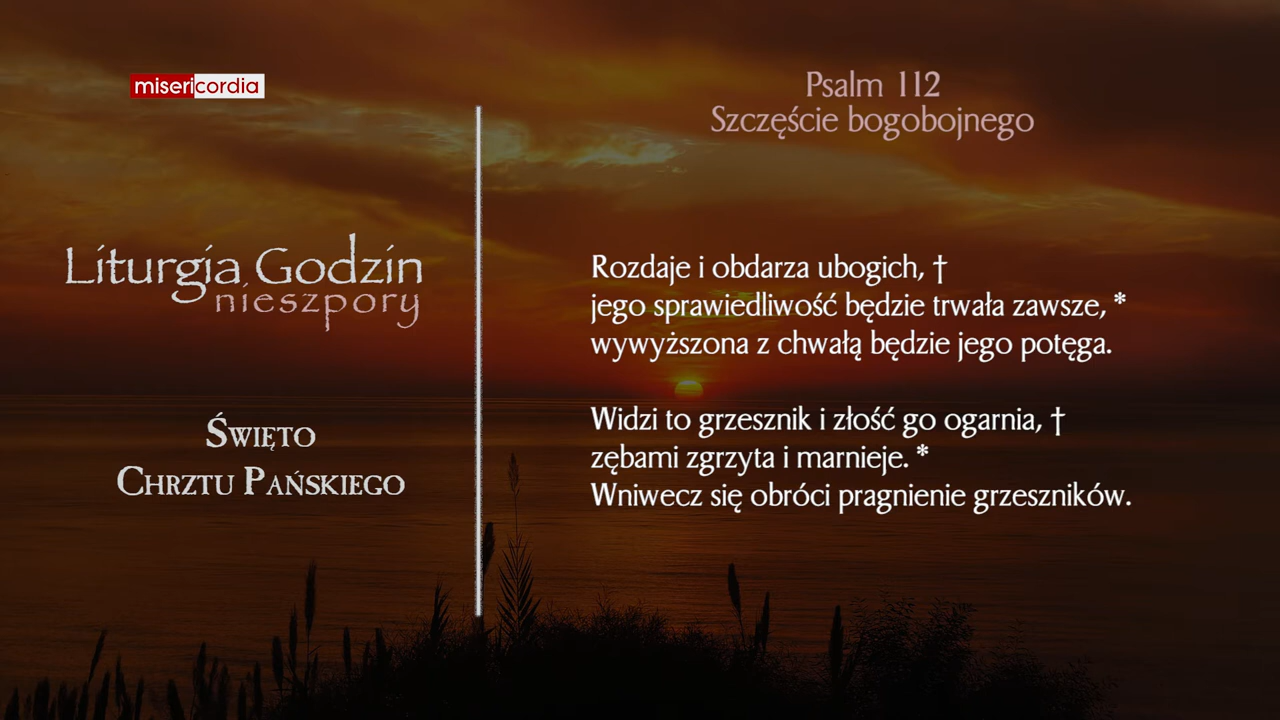 misericordia
Liturgia Godzin
nieszpory
Święto
Chrztu Pańskiego
Psalm 112
Szczęście bogobojnego
Rozdaje i obdarza ubogich, †
jego sprawiedliwość będzie trwała zawsze, *
wywyższona z chwałą będzie jego potęga.
Widzi to grzesznik i złość go ogarnia, †
zębami zgrzyta i marnieje. *
Wniwecz się obróci pragnienie grzeszników.